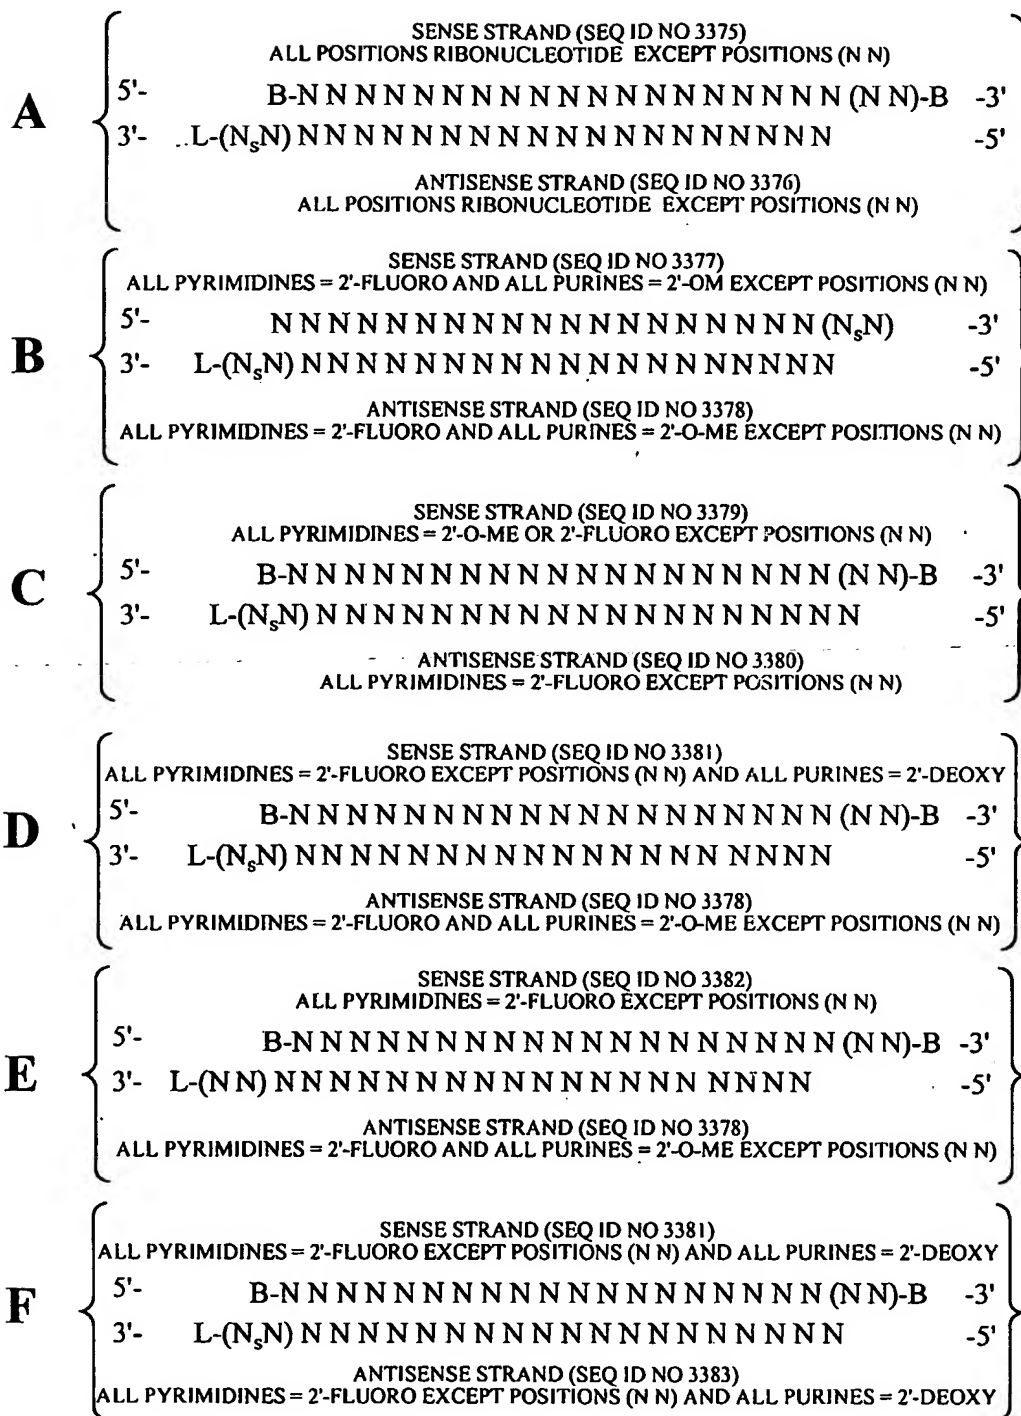 SENSE STRAND (SEQ ID NO 3375)
ALL POSITIONS RIBONUCLEOTIDE EXCEPT POSITIONS (N N)
A
5'- B-N N N N N N N N N N N N N N N N N N N (N N)-B -3'
3'- L-(NsN) N N N N N N N N N N N N N N N N N N N -5'
ANTISENSE STRAND (SEQ ID NO 3376)
ALL POSITIONS RIBONUCLEOTIDE EXCEPT POSITIONS (N N)
SENSE STRAND (SEQ ID NO 3377)
ALL PYRIMIDINES = 2'-FLUORO AND ALL PURINES = 2'-OM EXCEPT POSITIONS (N N)
B
5'- N N N N N N N N N N N N N N N N N N N (NsN) -3'
3'- L-(NsN) N N N N N N N N N N N N N N N N N N N -5'
ANTISENSE STRAND (SEQ ID NO 3378)
ALL PYRIMIDINES = 2'-FLUORO AND ALL PURINES = 2'-O-ME EXCEPT POSITIONS (N N)
SENSE STRAND (SEQ ID NO 3379)
ALL PYRIMIDINES = 2'-O-ME OR 2'-FLUORO EXCEPT POSITIONS (N N)
C
5'- B-N N N N N N N N N N N N N N N N N N N (N N)-B -3'
3'- L-(NsN) N N N N N N N N N N N N N N N N N N N -5'
ANTISENSE STRAND (SEQ ID NO 3380)
ALL PYRIMIDINES = 2'-FLUORO EXCEPT POSITIONS (N N)
SENSE STRAND (SEQ ID NO 3381)
ALL PYRIMIDINES = 2'-FLUORO EXCEPT POSITIONS (N N) AND ALL PURINES = 2'-DEOXY
D
5'- B-N N N N N N N N N N N N N N N N N N N (N N)-B -3'
3'- L-(NsN) N N N N N N N N N N N N N N N N N N N -5'
ANTISENSE STRAND (SEQ ID NO 3378)
ALL PYRIMIDINES = 2'-FLUORO AND ALL PURINES = 2'-O-ME EXCEPT POSITIONS (N N)
SENSE STRAND (SEQ ID NO 3382)
ALL PYRIMIDINES = 2'-FLUORO EXCEPT POSITIONS (N N)
E
5'- B-N N N N N N N N N N N N N N N N N N N (N N)-B -3'
3'- L-(N N) N N N N N N N N N N N N N N N N N N N -5'
ANTISENSE STRAND (SEQ ID NO 3378)
ALL PYRIMIDINES = 2'-FLUORO AND ALL PURINES = 2'-O-ME EXCEPT POSITIONS (N N)
SENSE STRAND (SEQ ID NO 3381)
ALL PYRIMIDINES = 2'-FLUORO EXCEPT POSITIONS (N N) AND ALL PURINES = 2'-DEOXY
F
5'- B-N N N N N N N N N N N N N N N N N N N (N N)-B -3'
3'- L-(NsN) N N N N N N N N N N N N N N N N N N N -5'
ANTISENSE STRAND (SEQ ID NO 3383)
ALL PYRIMIDINES = 2'-FLUORO EXCEPT POSITIONS (N N) AND ALL PURINES = 2'-DEOXY